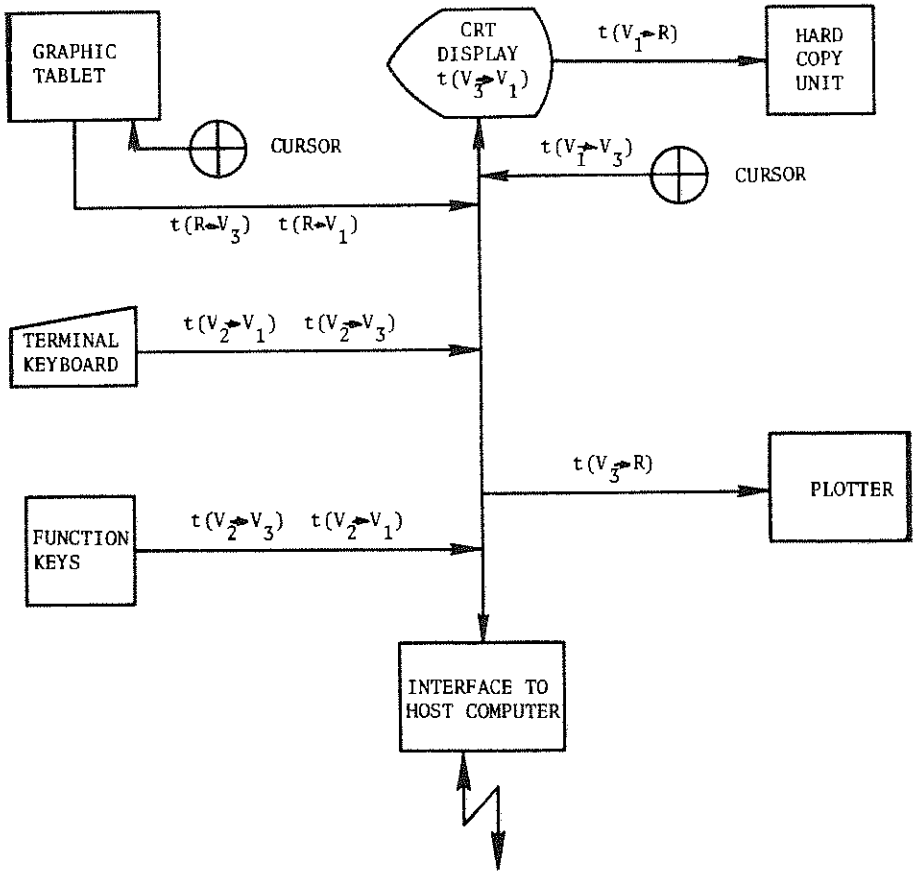 GRAPHIC
TABLET
CURSOR
CRT
DISPLAY
t(V₃→V₁)
t(V₁→R)
HARD
COPY
UNIT
t(V₁→V₃)
CURSOR
t(R→V₃) t(R→V₁)
TERMINAL
KEYBOARD
t(V₂→V₁) t(V₂→V₃)
t(V₃→R)
PLOTTER
FUNCTION
KEYS
t(V₂→V₃) t(V₂→V₁)
INTERFACE TO
HOST COMPUTER